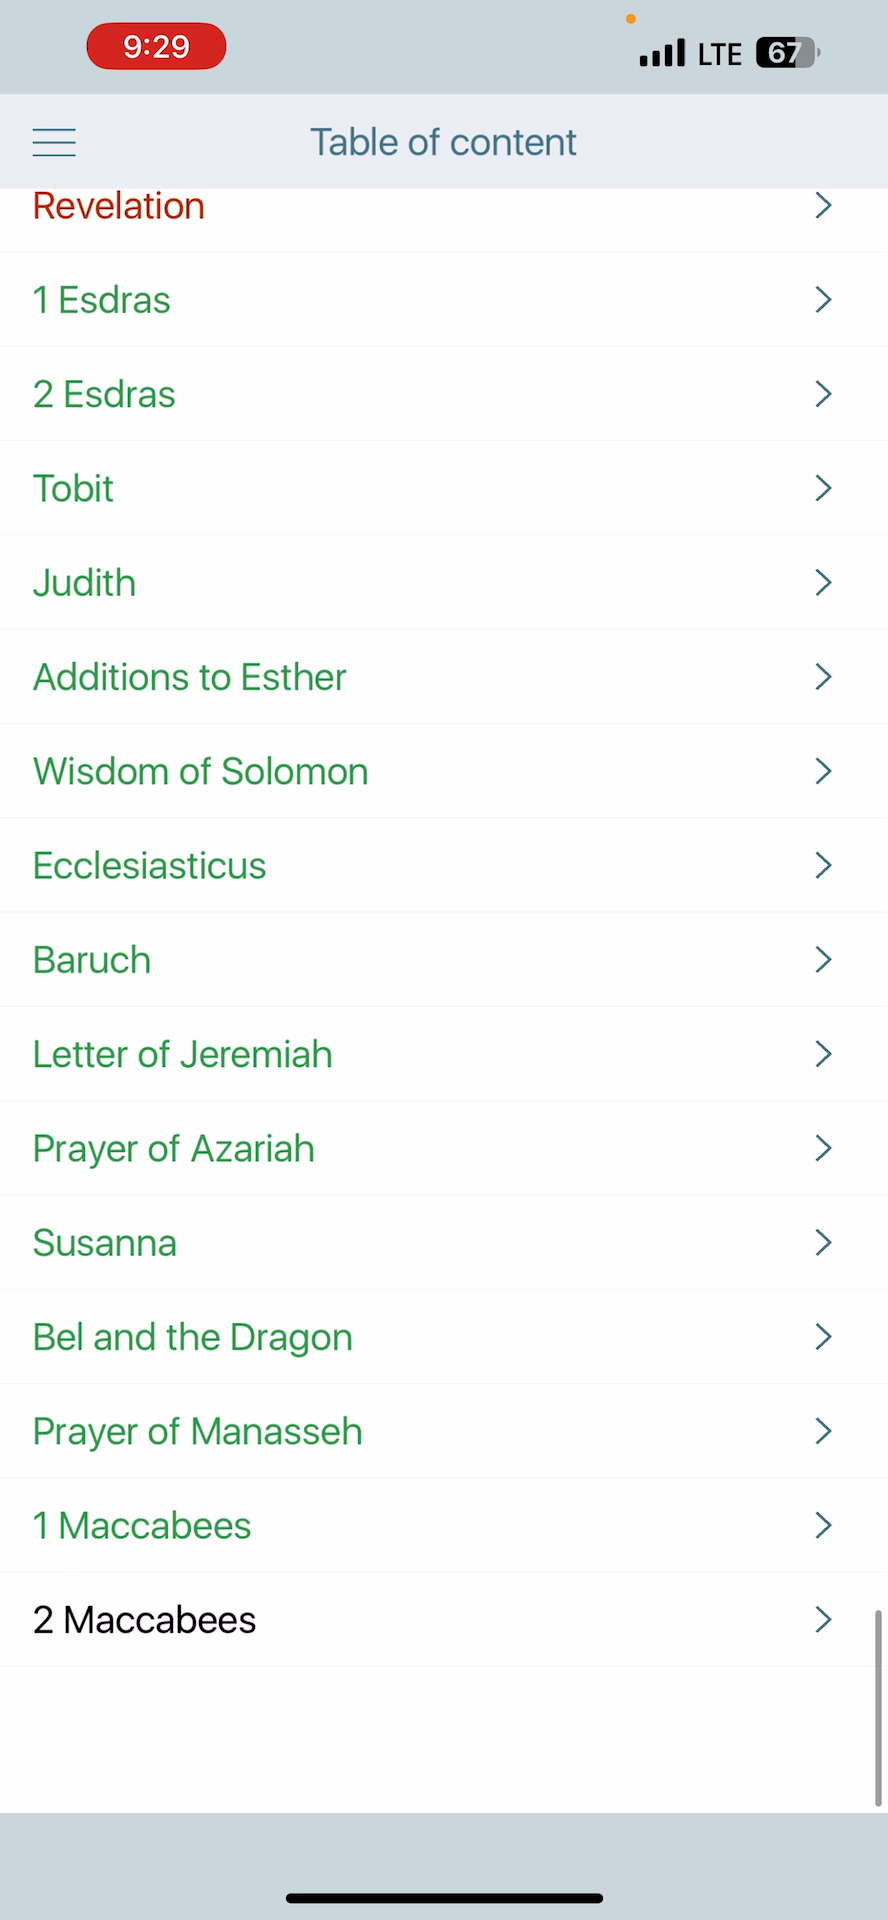 9:29
LTE 67
Table of content
Revelation
1 Esdras
2 Esdras
Tobit
Judith
Additions to Esther
Wisdom of Solomon
Ecclesiasticus
Baruch
Letter of Jeremiah
Prayer of Azariah
Susanna
Bel and the Dragon
Prayer of Manasseh
1 Maccabees
2 Maccabees